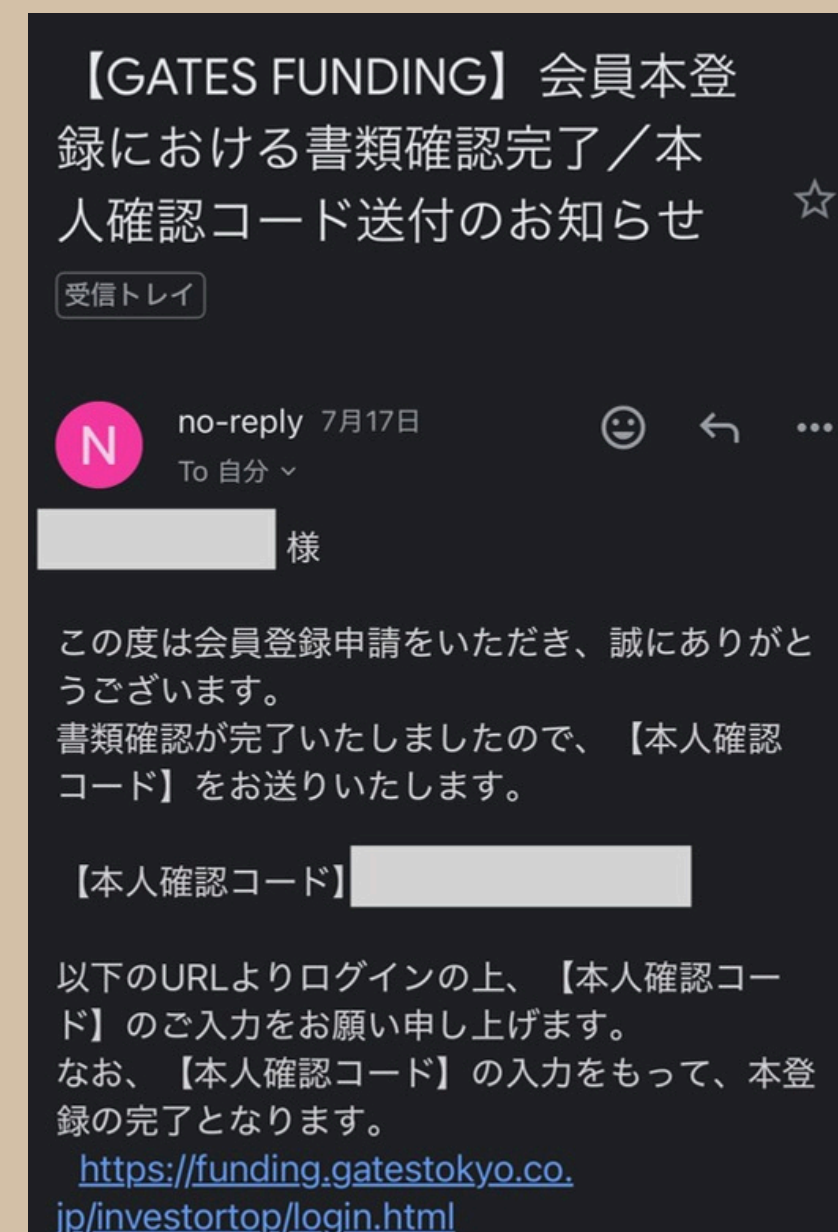 【GATES FUNDING】会員本登
録における書類確認完了／本
人確認コード送付のお知らせ
受信トレイ
N
no-reply 7月17日
To 自分
様
この度は会員登録申請をいただき、誠にありがと
うございます。
書類確認が完了いたしましたので、【本人確認
コード】をお送りいたします。
【本人確認コード】
以下のURLよりログインの上、【本人確認コー
ド】のご入力をお願い申し上げます。
なお、【本人確認コード】の入力をもって、本登
録の完了となります。
https://funding.gatestokyo.co.
jp/investortop/login.html